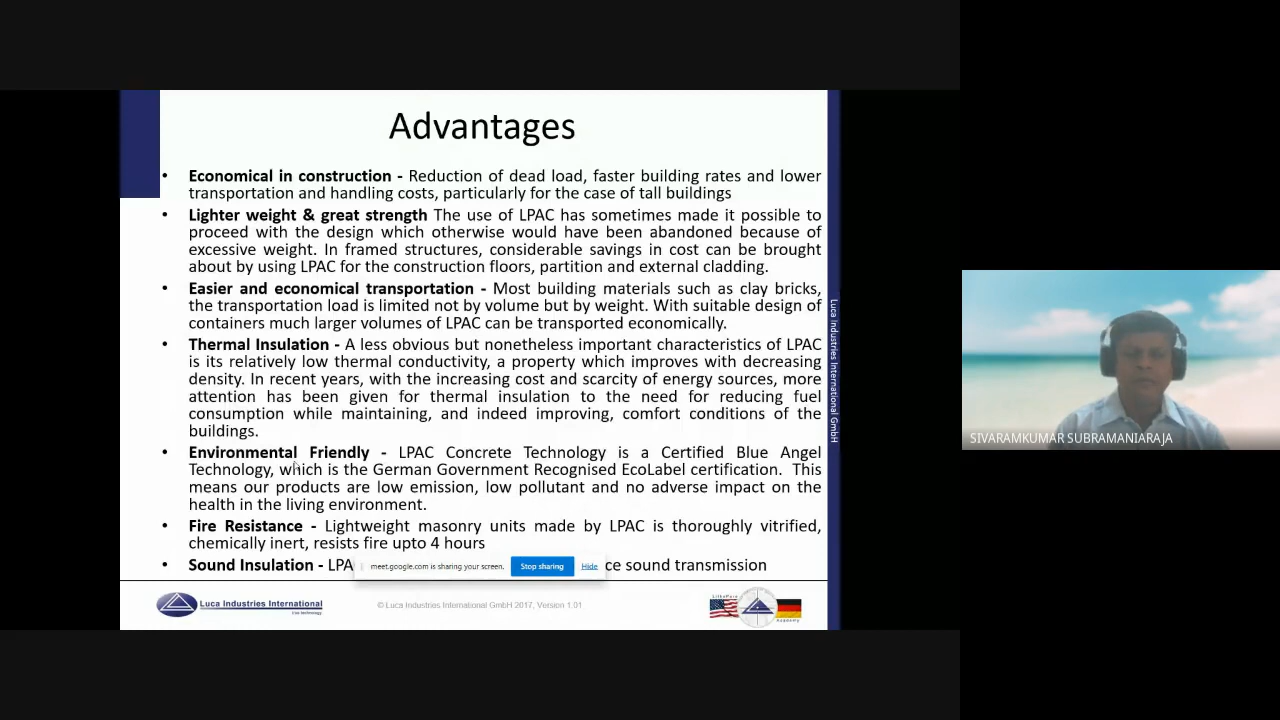 Advantages
• Economical in construction - Reduction of dead load, faster building rates and lower
transportation and handling costs, particularly for the case of tall buildings
• Lighter weight & great strength The use of LPAC has sometimes made it possible to
proceed with the design which otherwise would have been abandoned because of
excessive weight. In framed structures, considerable savings in cost can be brought
about by using LPAC for the construction floors, partition and external cladding.
• Easier and economical transportation - Most building materials such as clay bricks,
the transportation load is limited not by volume but by weight. With suitable design of
containers much larger volumes of LPAC can be transported economically.
• Thermal Insulation - A less obvious but nonetheless important characteristics of LPAC
is its relatively low thermal conductivity, a property which improves with decreasing
density. In recent years, with the increasing cost and scarcity of energy sources, more
attention has been given for thermal insulation to the need for reducing fuel
consumption while maintaining, and indeed improving, comfort conditions of the
buildings.
• Environmental Friendly - LPAC Concrete Technology is a Certified Blue Angel
Technology, which is the German Government Recognised EcoLabel certification. This
means our products are low emission, low pollutant and no adverse impact on the
health in the living environment.
• Fire Resistance - Lightweight masonry units made by LPAC is thoroughly vitrified,
chemically inert, resists fire upto 4 hours
• Sound Insulation - LPA ce sound transmission
meet.google.com is sharing your screen. Stop sharing Hide
Luca Industries International GmbH
Luca Industries International
© Luca Industries International GmbH 2017, Version 1.01
Academy
SIVARAMKUMAR SUBRAMANIARAJA